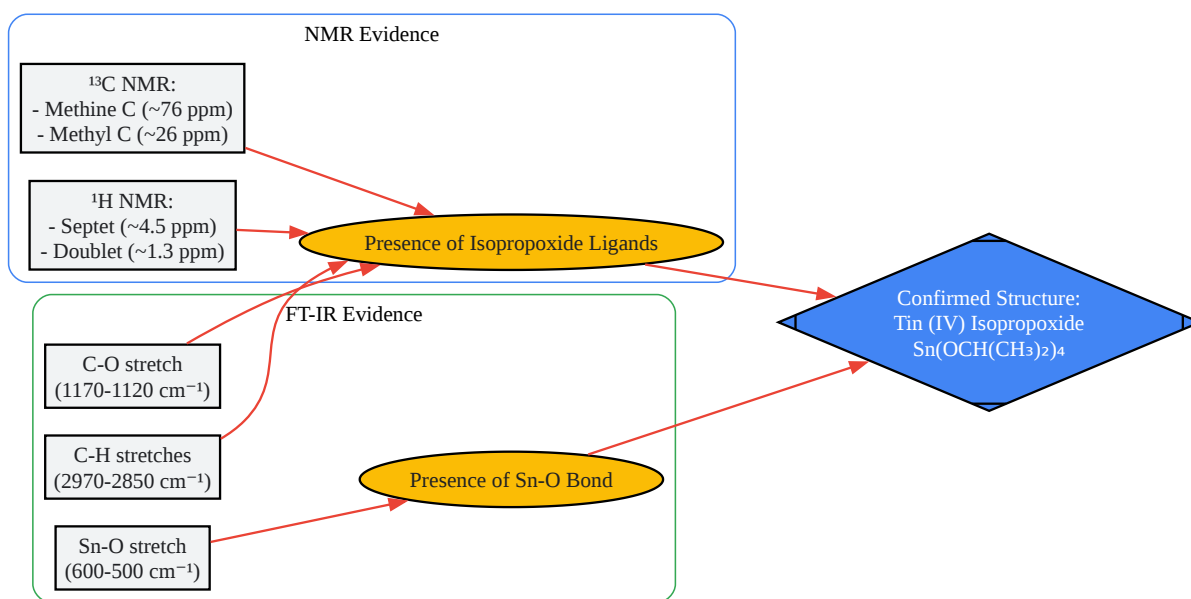 NMR Evidence
¹³C NMR:
- Methine C (~76 ppm)
- Methyl C (~26 ppm)
¹H NMR:
- Septet (~4.5 ppm)
- Doublet (~1.3 ppm)
Presence of Isopropoxide Ligands
FT-IR Evidence
C-O stretch
(1170-1120 cm⁻¹)
C-H stretches
(2970-2850 cm⁻¹)
Sn-O stretch
(600-500 cm⁻¹)
Presence of Sn-O Bond
Confirmed Structure:
Tin (IV) Isopropoxide
Sn(OCH(CH₃)₂)₄